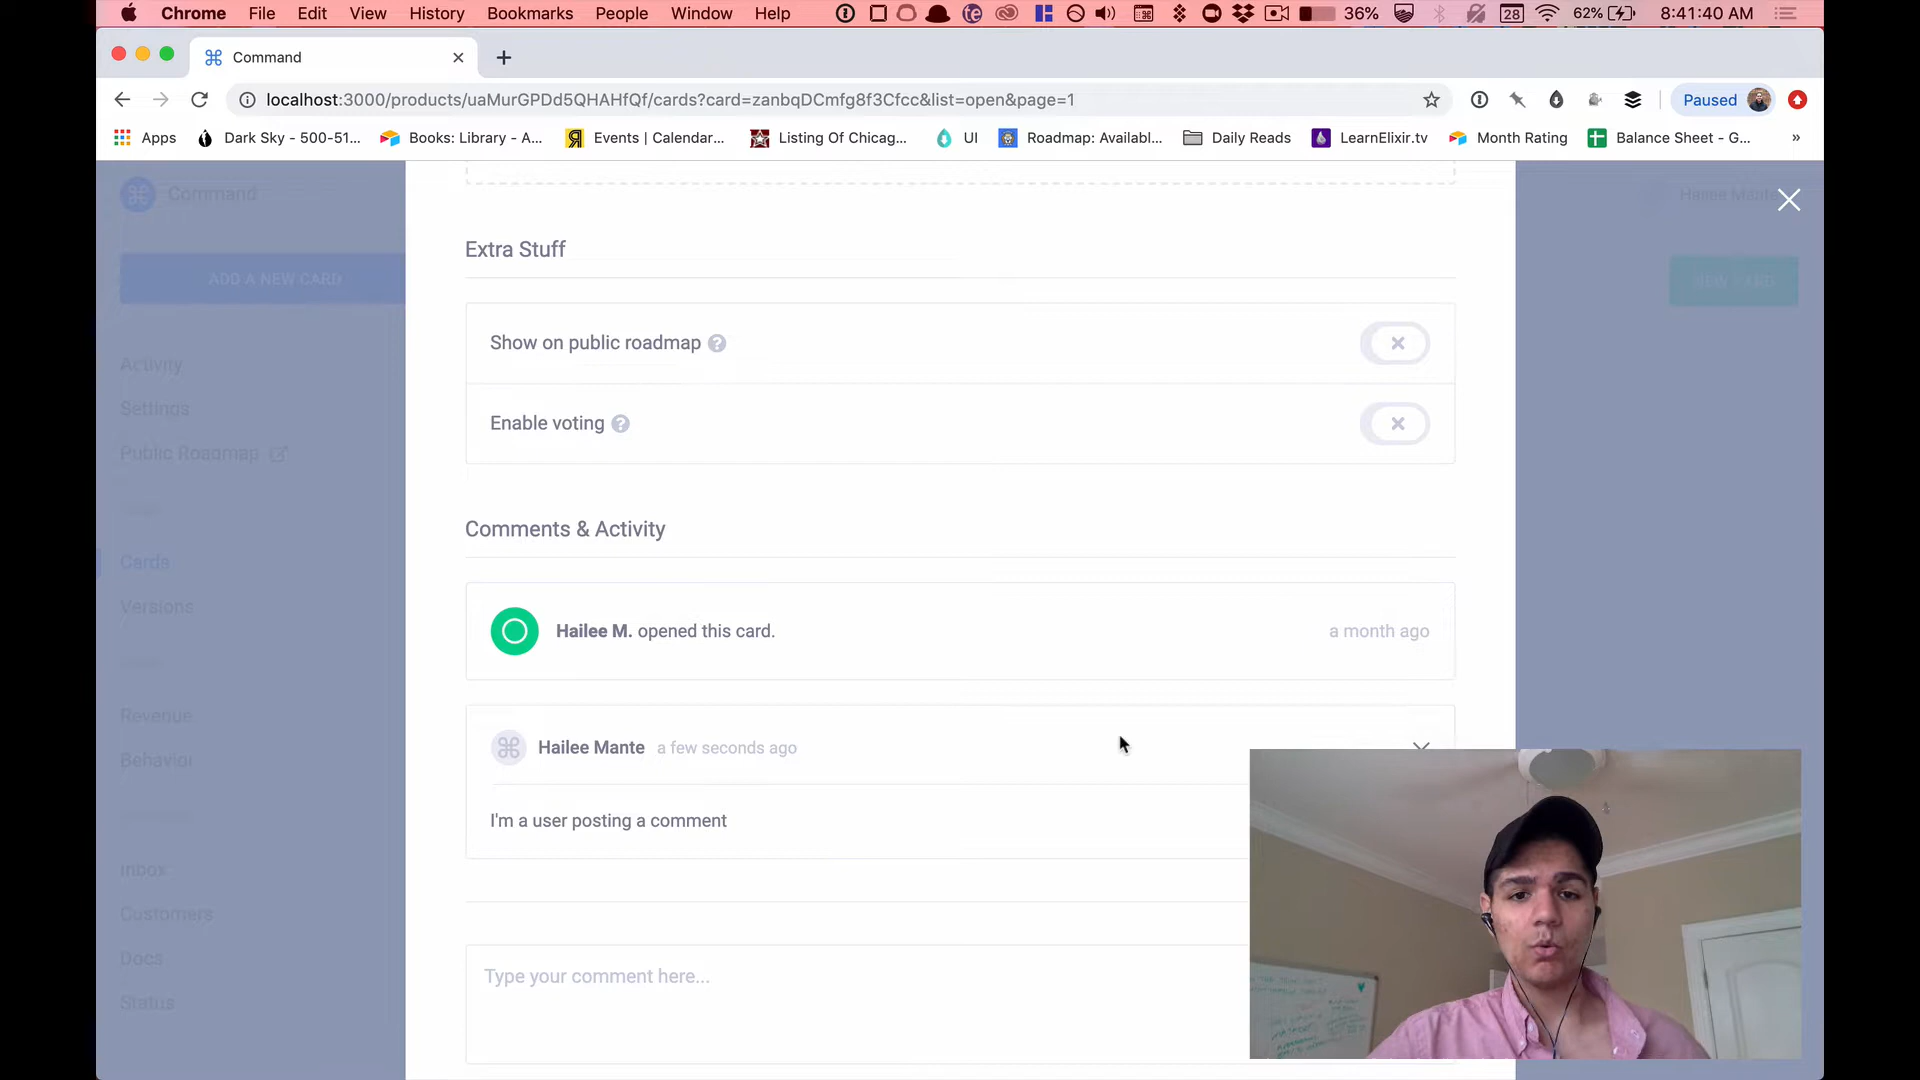 Chrome File Edit View History Bookmarks People Window Help 36% 28 62% 8:41:40 AM
Command
localhost:3000/products/uaMurGPDd5QHAHfQf/cards?card=zanbqDCmfg8f3Cfcc&list=open&page=1 Paused
Apps Dark Sky - 500-51... Books: Library - A... Events | Calendar... Listing Of Chicag... UI Roadmap: Availabl... Daily Reads LearnElixir.tv Month Rating Balance Sheet - G... »
Command
Hailee Mante
ADD A NEW CARD
NEW CARD
Activity
Settings
Public Roadmap
Cards
Versions
Revenue
Behavior
Inbox
Customers
Docs
Status
Extra Stuff
Show on public roadmap ?
Enable voting ?
Comments & Activity
Hailee M. opened this card. a month ago
Hailee Mante a few seconds ago
I'm a user posting a comment
Type your comment here...